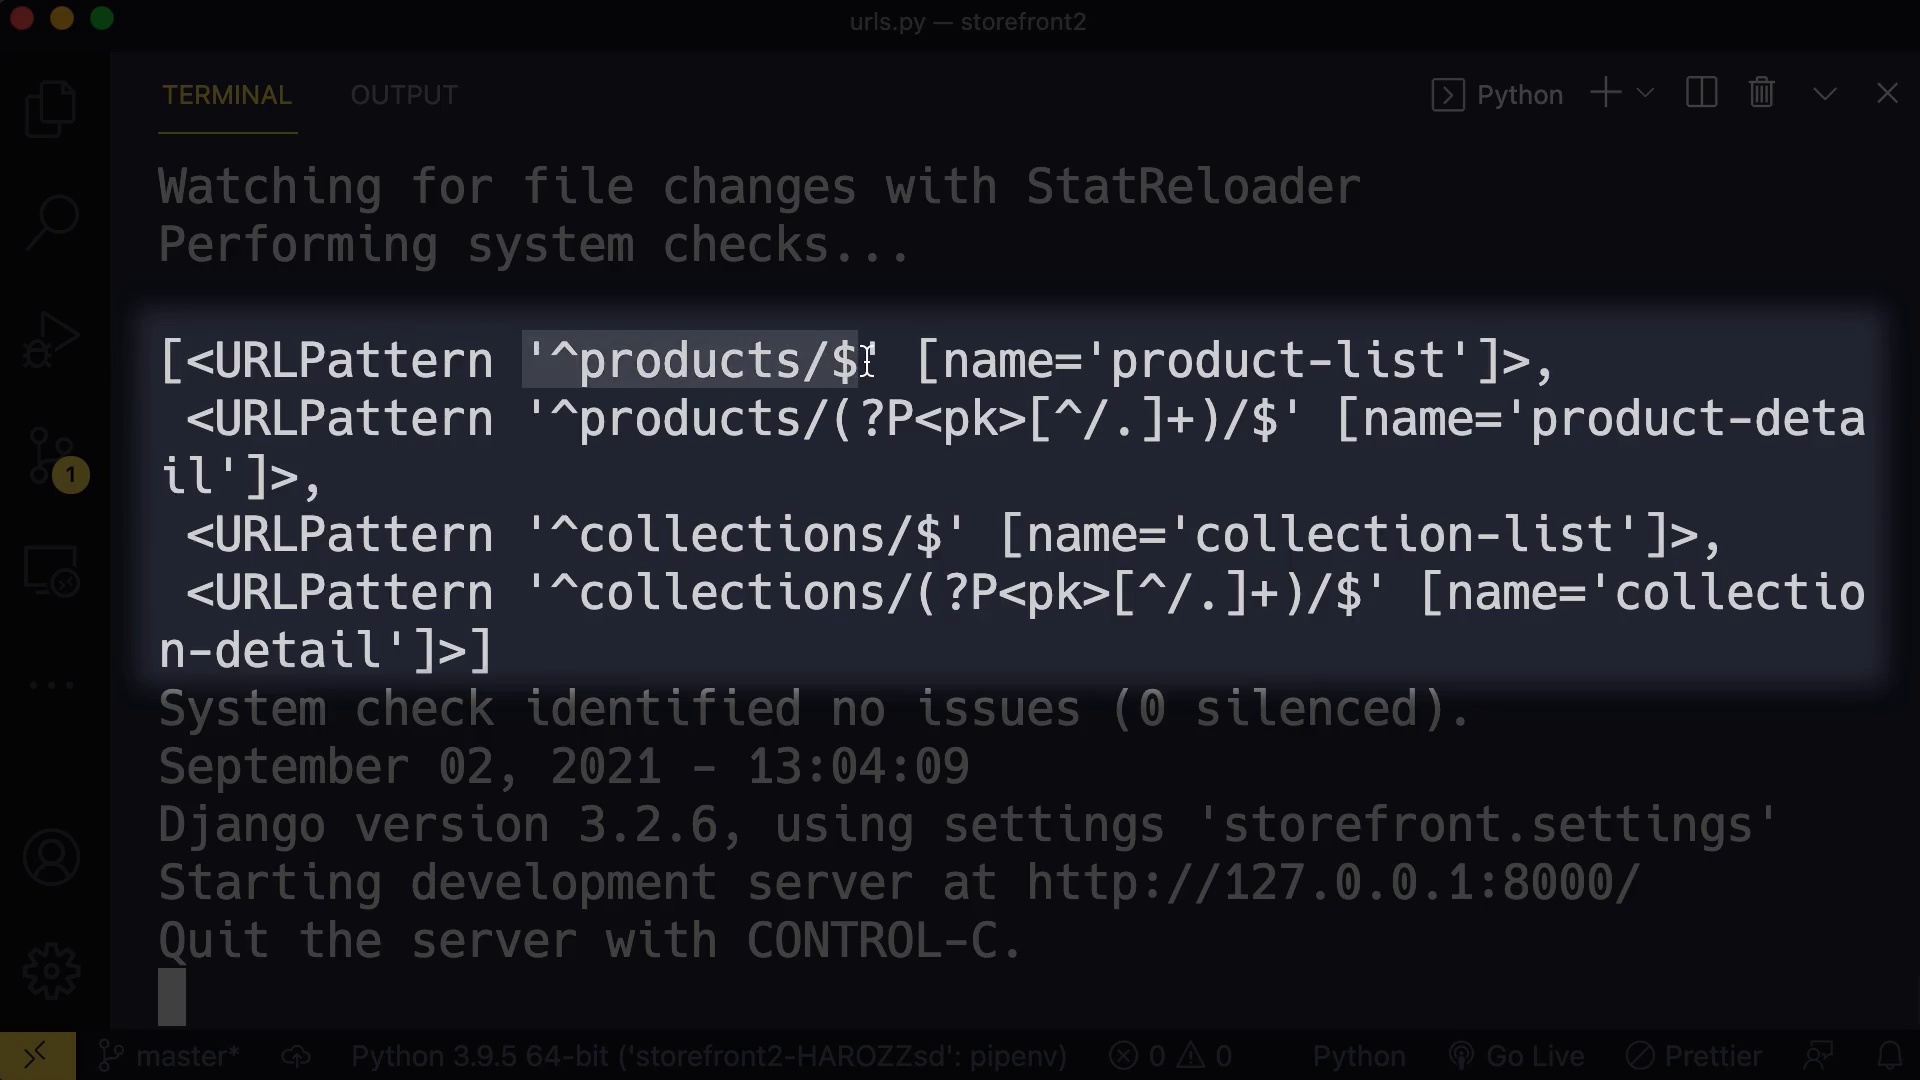 urls.py — storefront2
TERMINAL OUTPUT Python
Watching for file changes with StatReloader
Performing system checks...
[<URLPattern '^products/$' [name='product-list']>,
<URLPattern '^products/(?P<pk>[^/.]+)/$' [name='product-deta
il']>,
<URLPattern '^collections/$' [name='collection-list']>,
<URLPattern '^collections/(?P<pk>[^/.]+)/$' [name='collectio
n-detail']>]
System check identified no issues (0 silenced).
September 02, 2021 - 13:04:09
Django version 3.2.6, using settings 'storefront.settings'
Starting development server at http://127.0.0.1:8000/
Quit the server with CONTROL-C.
1
master* Python 3.9.5 64-bit ('storefront2-HAROZZsd': pipenv) 0 0 Python Go Live Prettier